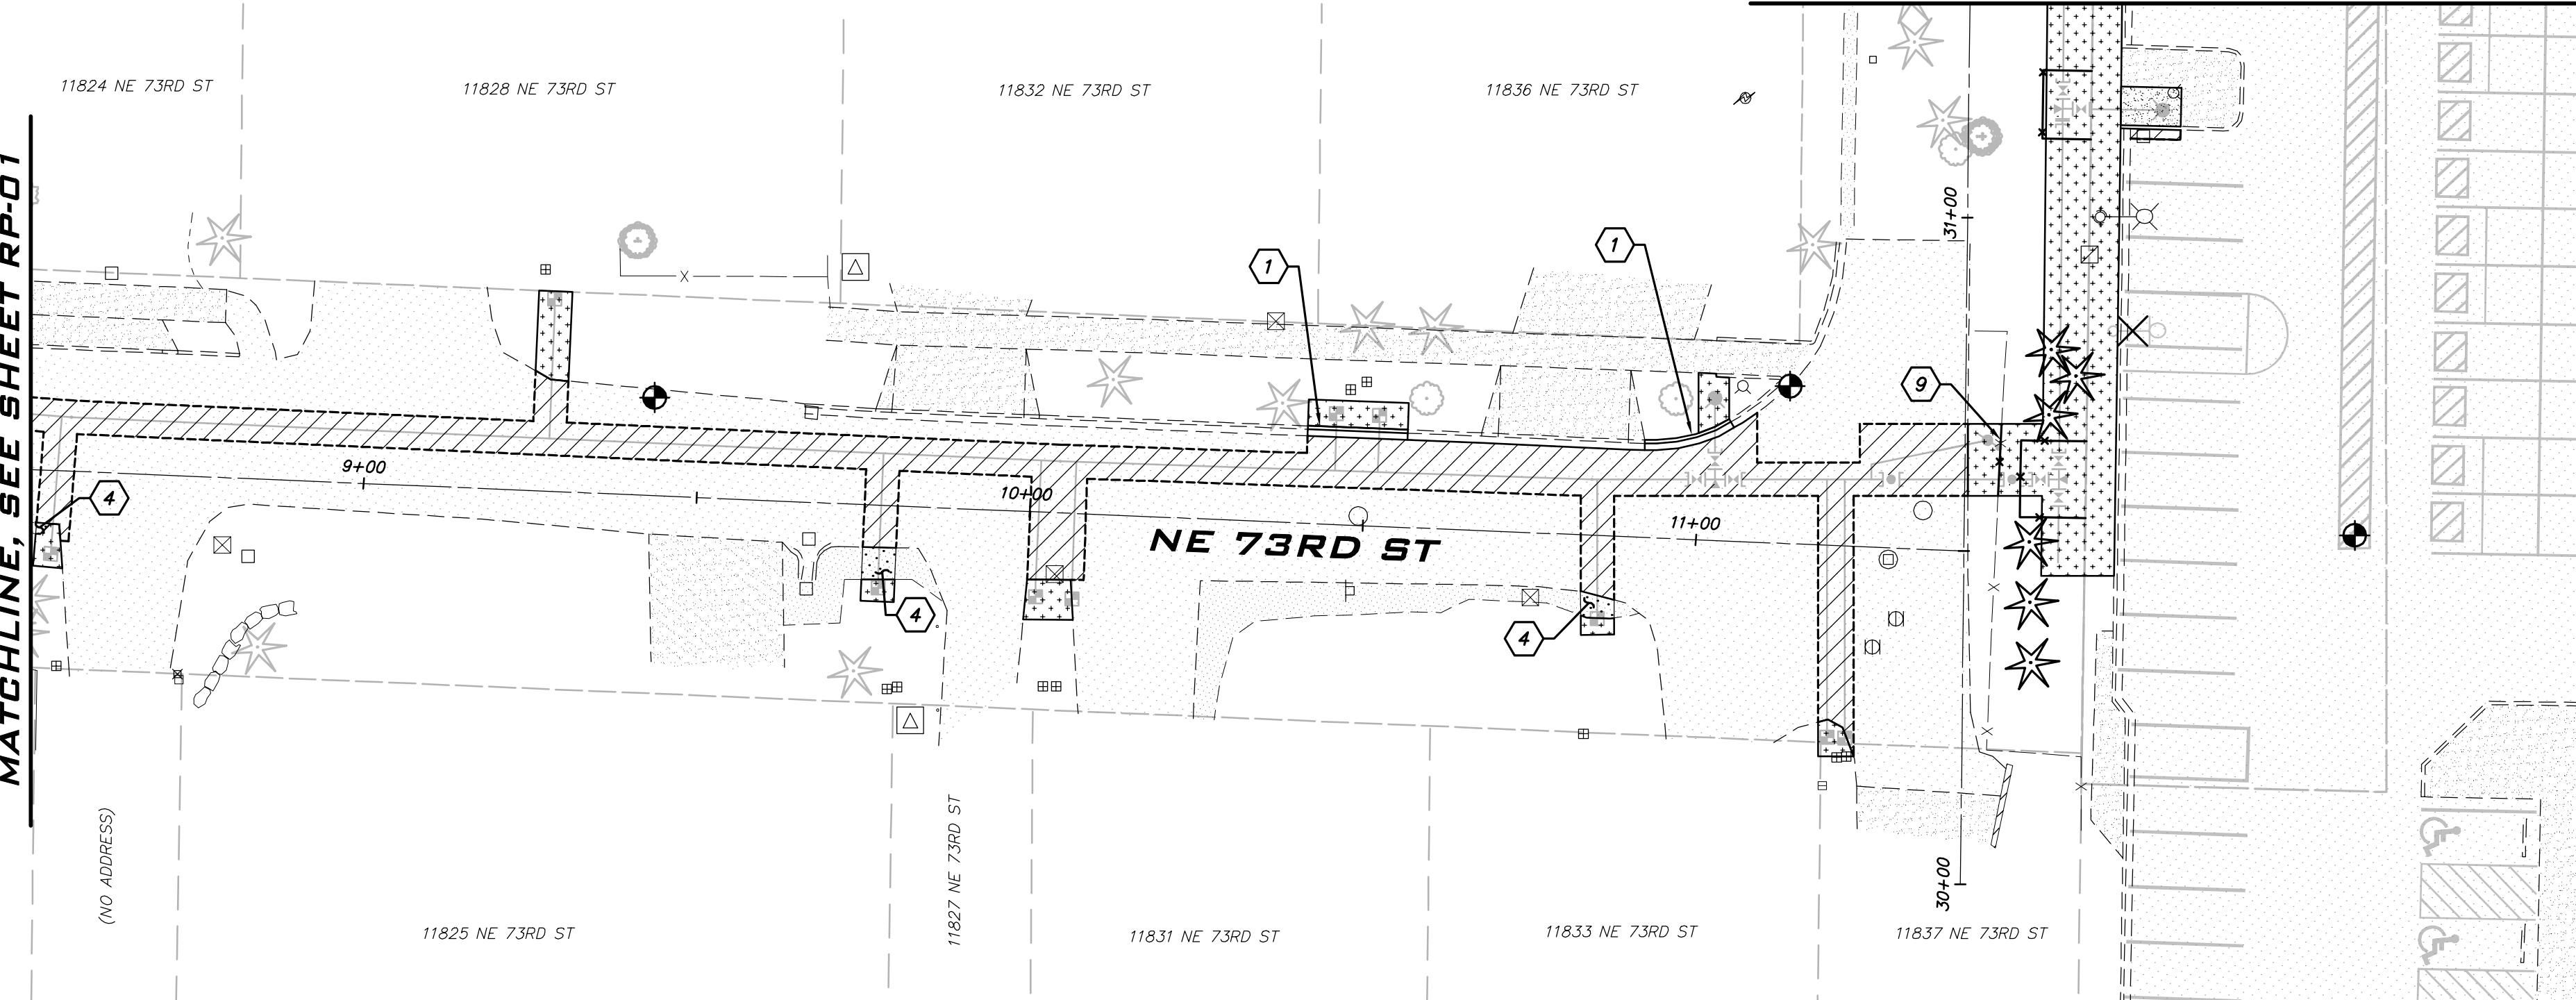 11824 NE 73RD ST
11828 NE 73RD ST
11832 NE 73RD ST
11836 NE 73RD ST
MATCHLINE, SEE SHEET RP-01
31+00
1
1
9
9+00
10+00
11+00
4
NE 73RD ST
4
4
30+00
(NO ADDRESS)
11825 NE 73RD ST
11827 NE 73RD ST
11831 NE 73RD ST
11833 NE 73RD ST
11837 NE 73RD ST